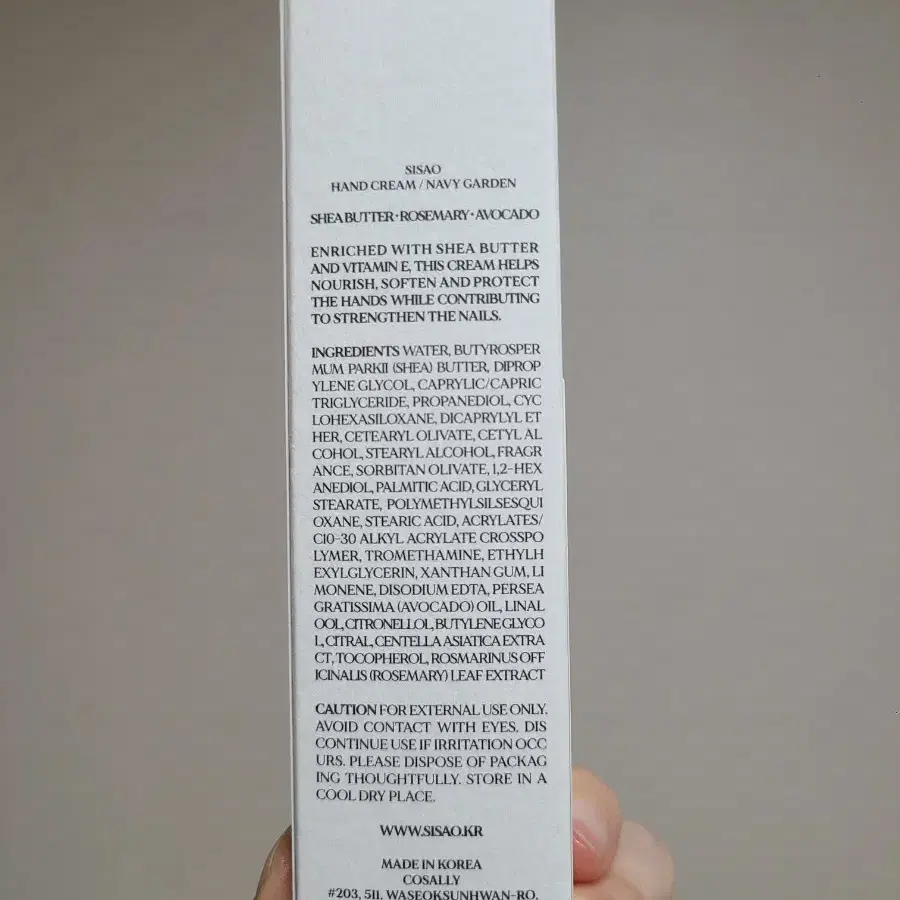 SISAO
HAND CREAM / NAVY GARDEN
SHEA BUTTER • ROSEMARY • AVOCADO
ENRICHED WITH SHEA BUTTER
AND VITAMIN E, THIS CREAM HELPS
NOURISH, SOFTEN AND PROTECT
THE HANDS WHILE CONTRIBUTING
TO STRENGTHEN THE NAILS.
INGREDIENTS WATER, BUTYROSPER
MUM PARKII (SHEA) BUTTER, DIPROP
YLENE GLYCOL, CAPRYLIC/CAPRIC
TRIGLYCERIDE, PROPANEDIOL, CYC
LOHEXASILOXANE, DICAPRYLYL ET
HER, CETEARYL OLIVATE, CETYL AL
COHOL, STEARYL ALCOHOL, FRAGR
ANCE, SORBITAN OLIVATE, 1,2-HEX
ANEDIOL, PALMITIC ACID, GLYCERYL
STEARATE, POLYMETHYLSILSESQUI
OXANE, STEARIC ACID, ACRYLATES/
C10-30 ALKYL ACRYLATE CROSSPO
LYMER, TROMETHAMINE, ETHYLH
EXYLGLYCERIN, XANTHAN GUM, LI
MONENE, DISODIUM EDTA, PERSEA
GRATISSIMA (AVOCADO) OIL, LINAL
OOL, CITRONELLOL, BUTYLENE GLYCO
L, CITRAL, CENTELLA ASIATICA EXTRA
CT, TOCOPHEROL, ROSMARINUS OFF
ICINALIS (ROSEMARY) LEAF EXTRACT
CAUTION FOR EXTERNAL USE ONLY.
AVOID CONTACT WITH EYES. DIS
CONTINUE USE IF IRRITATION OCC
URS. PLEASE DISPOSE OF PACKAG
ING THOUGHTFULLY. STORE IN A
COOL DRY PLACE.
WWW.SISAO.KR
MADE IN KOREA
COSALLY
#203, 511, WASEOKSUNHWAN-RO,